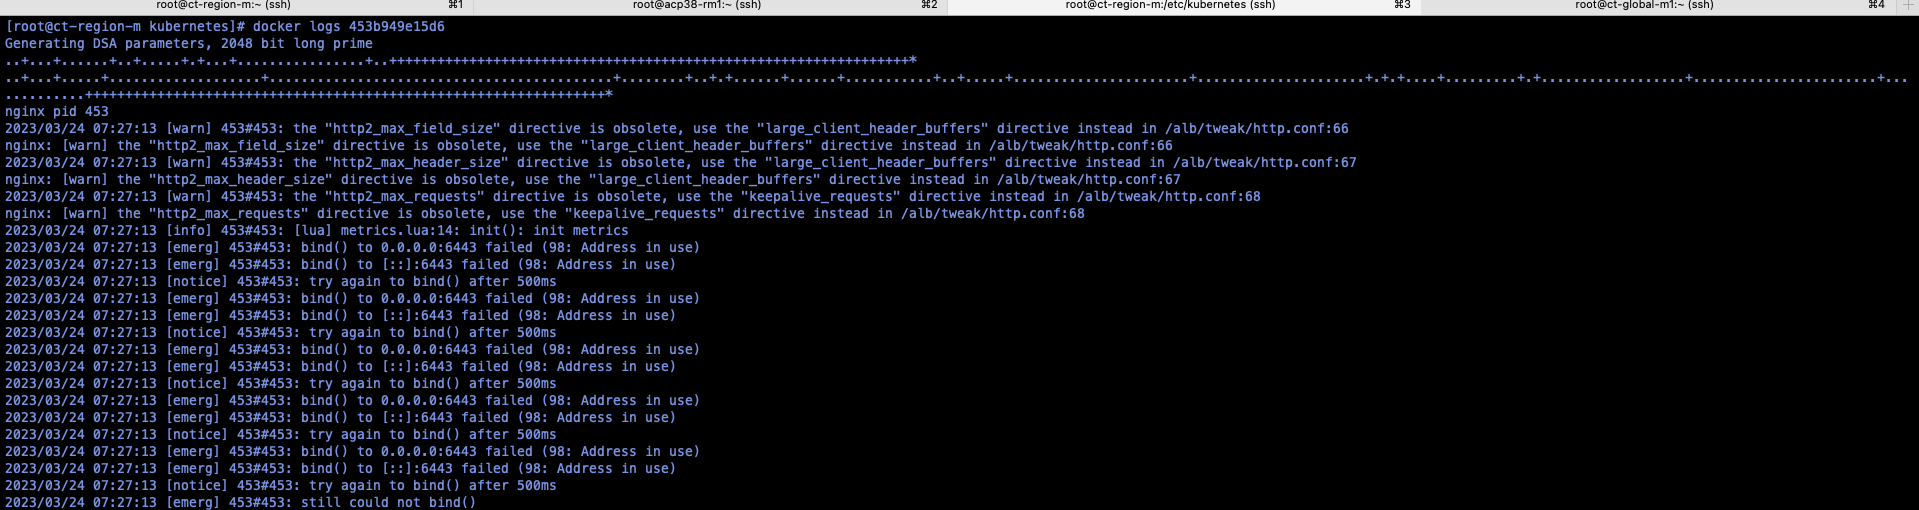 root@ct-region-m:~ (ssh) ⌘1 root@acp38-rm1:~ (ssh) ⌘2 root@ct-region-m:/etc/kubernetes (ssh) ⌘3 root@ct-global-m1:~ (ssh) ⌘4
[root@ct-region-m kubernetes]# docker logs 453b949e15d6
Generating DSA parameters, 2048 bit long prime
..+...+......+..+.....+.+...+................+..+++++++++++++++++++++++++++++++++++++++++++++++++++++++++++++++++*
..+...+.....+...................+...........................................+........+..+.+......+......+...........+..+.....+......................+.....................+.+.+....+........+.+..................+.......................+...
..........+++++++++++++++++++++++++++++++++++++++++++++++++++++++++++++++++*
nginx pid 453
2023/03/24 07:27:13 [warn] 453#453: the "http2_max_field_size" directive is obsolete, use the "large_client_header_buffers" directive instead in /alb/tweak/http.conf:66
nginx: [warn] the "http2_max_field_size" directive is obsolete, use the "large_client_header_buffers" directive instead in /alb/tweak/http.conf:66
2023/03/24 07:27:13 [warn] 453#453: the "http2_max_header_size" directive is obsolete, use the "large_client_header_buffers" directive instead in /alb/tweak/http.conf:67
nginx: [warn] the "http2_max_header_size" directive is obsolete, use the "large_client_header_buffers" directive instead in /alb/tweak/http.conf:67
2023/03/24 07:27:13 [warn] 453#453: the "http2_max_requests" directive is obsolete, use the "keepalive_requests" directive instead in /alb/tweak/http.conf:68
nginx: [warn] the "http2_max_requests" directive is obsolete, use the "keepalive_requests" directive instead in /alb/tweak/http.conf:68
2023/03/24 07:27:13 [info] 453#453: [lua] metrics.lua:14: init(): init metrics
2023/03/24 07:27:13 [emerg] 453#453: bind() to 0.0.0.0:6443 failed (98: Address in use)
2023/03/24 07:27:13 [emerg] 453#453: bind() to [::]:6443 failed (98: Address in use)
2023/03/24 07:27:13 [notice] 453#453: try again to bind() after 500ms
2023/03/24 07:27:13 [emerg] 453#453: bind() to 0.0.0.0:6443 failed (98: Address in use)
2023/03/24 07:27:13 [emerg] 453#453: bind() to [::]:6443 failed (98: Address in use)
2023/03/24 07:27:13 [notice] 453#453: try again to bind() after 500ms
2023/03/24 07:27:13 [emerg] 453#453: bind() to 0.0.0.0:6443 failed (98: Address in use)
2023/03/24 07:27:13 [emerg] 453#453: bind() to [::]:6443 failed (98: Address in use)
2023/03/24 07:27:13 [notice] 453#453: try again to bind() after 500ms
2023/03/24 07:27:13 [emerg] 453#453: bind() to 0.0.0.0:6443 failed (98: Address in use)
2023/03/24 07:27:13 [emerg] 453#453: bind() to [::]:6443 failed (98: Address in use)
2023/03/24 07:27:13 [notice] 453#453: try again to bind() after 500ms
2023/03/24 07:27:13 [emerg] 453#453: bind() to 0.0.0.0:6443 failed (98: Address in use)
2023/03/24 07:27:13 [emerg] 453#453: bind() to [::]:6443 failed (98: Address in use)
2023/03/24 07:27:13 [notice] 453#453: try again to bind() after 500ms
2023/03/24 07:27:13 [emerg] 453#453: still could not bind()